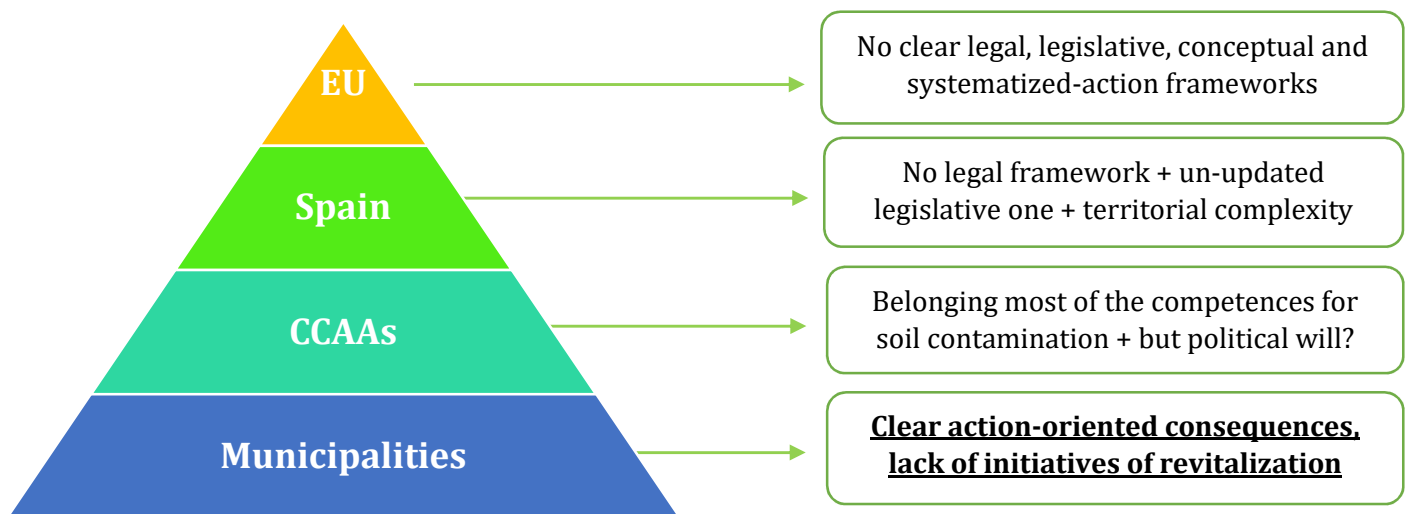 EU
No clear legal, legislative, conceptual and
systematized-action frameworks
Spain
No legal framework + un-updated
legislative one + territorial complexity
CCAAs
Belonging most of the competences for
soil contamination + but political will?
Municipalities
Clear action-oriented consequences,
lack of initiatives of revitalization